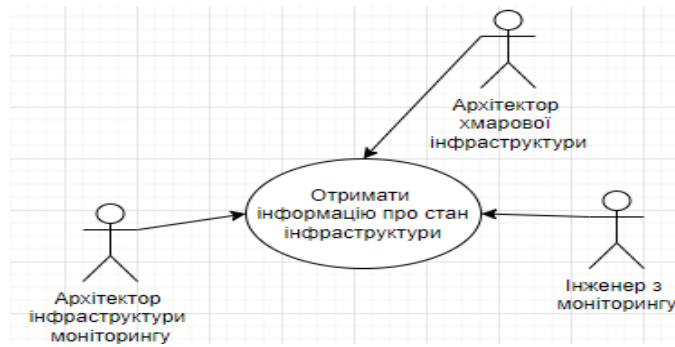 Архітектор
хмарової
інфраструктури
Отримати
інформацію про стан
інфраструктури
Архітектор
інфраструктури
моніторингу
Інженер з
моніторингу